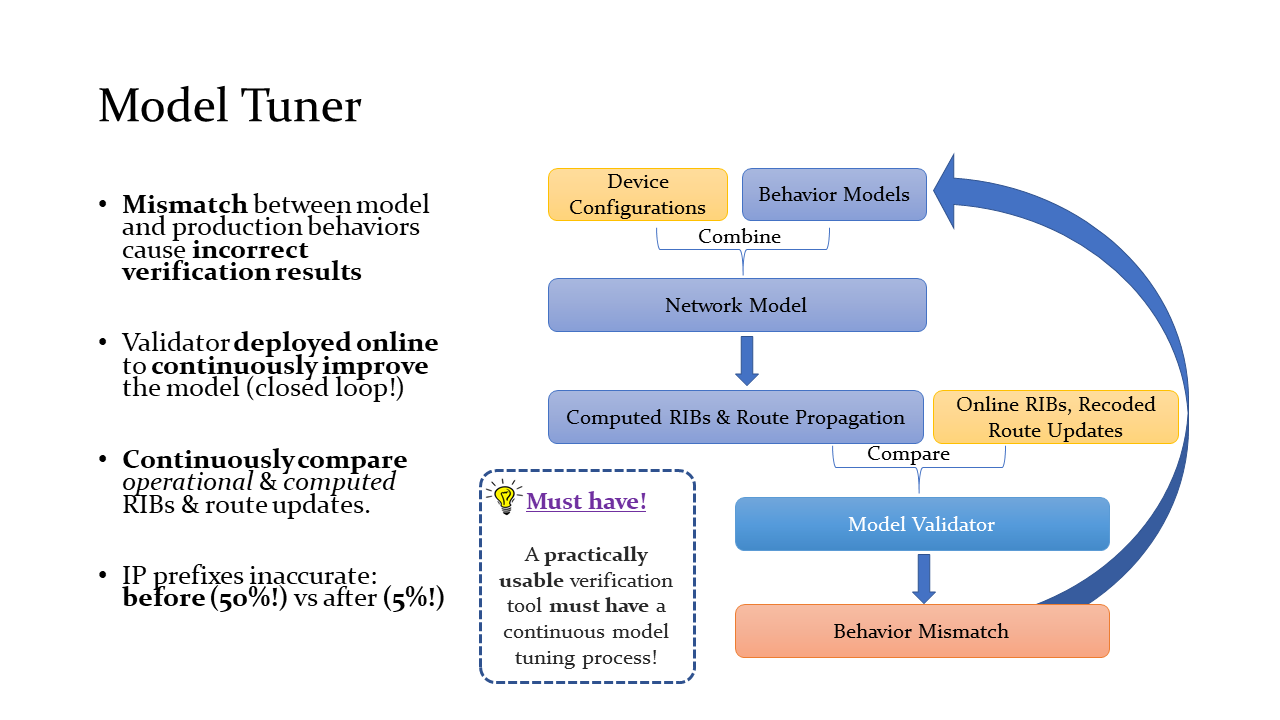 Model Tuner
• Mismatch between model
and production behaviors
cause incorrect
verification results
• Validator deployed online
to continuously improve
the model (closed loop!)
• Continuously compare
operational & computed
RIBs & route updates.
• IP prefixes inaccurate:
before (50%!) vs after (5%!)
Device
Configurations
Behavior Models
Combine
Network Model
Computed RIBs & Route Propagation
Online RIBs, Recoded
Route Updates
Compare
Model Validator
Behavior Mismatch
Must have!
A practically
usable verification
tool must have a
continuous model
tuning process!